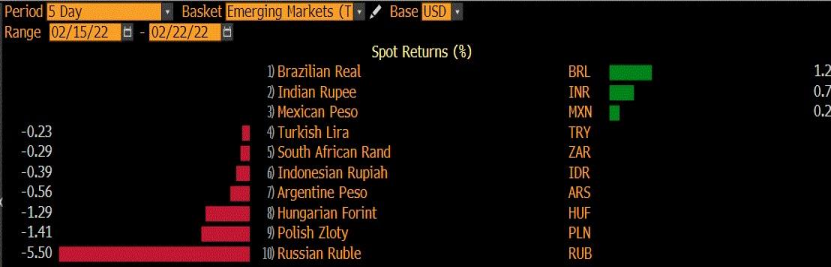 Period 5 Day Basket Emerging Markets (T Base USD
Range 02/15/22 - 02/22/22
Spot Returns (%)
1) Brazilian Real BRL 1.2
2) Indian Rupee INR 0.7
3) Mexican Peso MXN 0.2
-0.23 4) Turkish Lira TRY
-0.29 5) South African Rand ZAR
-0.39 6) Indonesian Rupiah IDR
-0.56 7) Argentine Peso ARS
-1.29 8) Hungarian Forint HUF
-1.41 9) Polish Zloty PLN
-5.50 10) Russian Ruble RUB